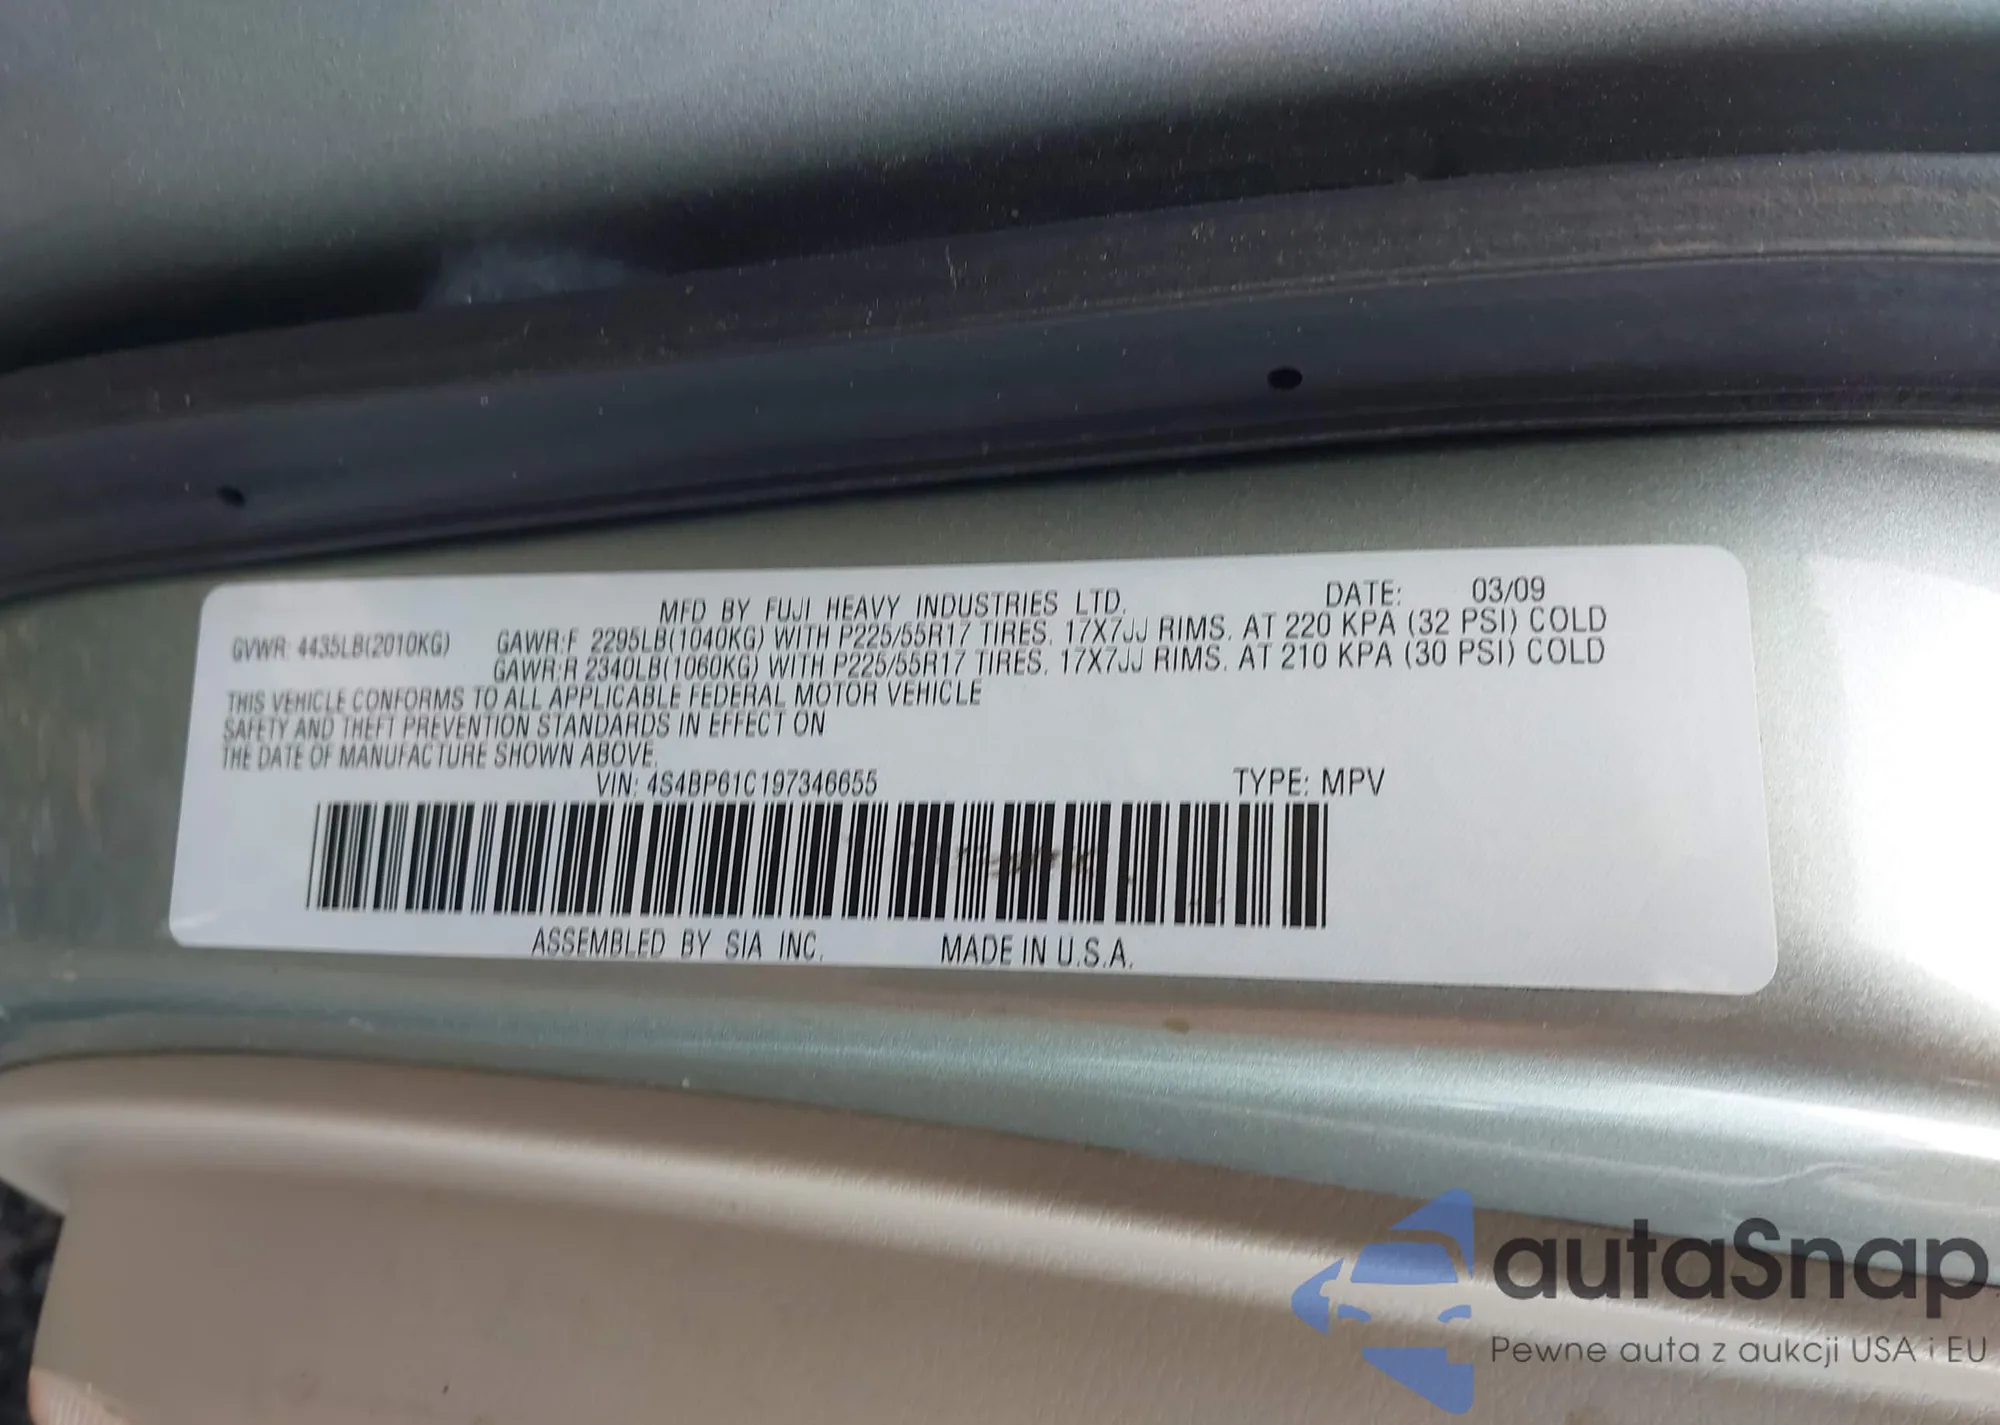 MFD BY FUJI HEAVY INDUSTRIES LTD. DATE: 03/09
GVWR: 4435LB(2010KG) GAWR:F 2295LB(1040KG) WITH P225/55R17 TIRES, 17X7JJ RIMS, AT 220 KPA (32 PSI) COLD
GAWR:R 2340LB(1060KG) WITH P225/55R17 TIRES, 17X7JJ RIMS, AT 210 KPA (30 PSI) COLD
THIS VEHICLE CONFORMS TO ALL APPLICABLE FEDERAL MOTOR VEHICLE
SAFETY AND THEFT PREVENTION STANDARDS IN EFFECT ON
THE DATE OF MANUFACTURE SHOWN ABOVE.
VIN: 4S4BP61C197346655 TYPE: MPV
ASSEMBLED BY SIA INC. MADE IN U.S.A.
autaSnap
Pewne auta z aukcji USA i EU